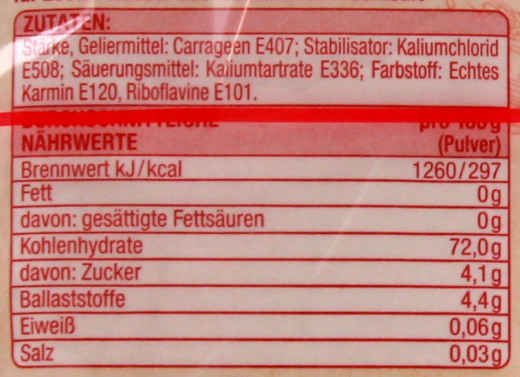 ZUTATEN:
Stärke, Geliermittel: Carrageen E407; Stabilisator: Kaliumchlorid
E508; Säuerungsmittel: Kaliumtartrate E336; Farbstoff: Echtes
Karmin E120, Riboflavine E101.
pro 100g
NÄHRWERTE (Pulver)
Brennwert kJ/kcal 1260/297
Fett 0g
davon: gesättigte Fettsäuren 0g
Kohlenhydrate 72,0g
davon: Zucker 4,1g
Ballaststoffe 4,4g
Eiweiß 0,06g
Salz 0,03g